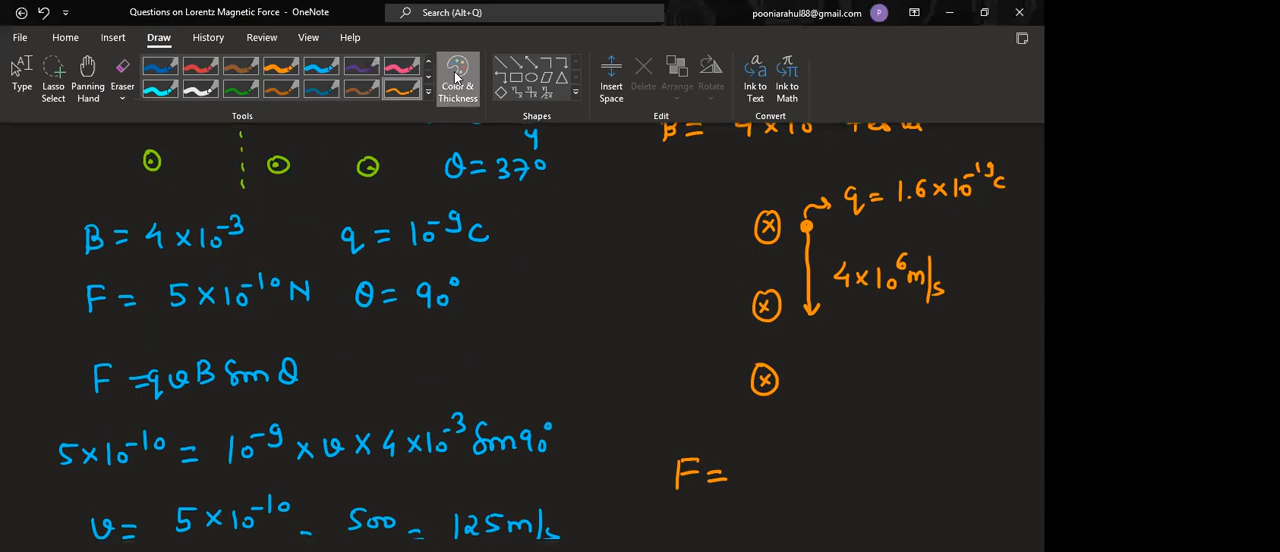 Questions on Lorentz Magnetic Force - OneNote
Search (Alt+Q)
pooniarahul88@gmail.com
P
File Home Insert Draw History Review View Help
Type Lasso Select Panning Hand Eraser Color & Thickness Insert Space Delete Arrange Rotate Ink to Text Ink to Math
Tools Shapes Edit Convert
y
θ = 37°
B = 4 × 10⁻³ q = 10⁻⁹ C
F = 5 × 10⁻¹⁰ N θ = 90°
F = qvB Sin θ
5×10⁻¹⁰ = 10⁻⁹ × v × 4 × 10⁻³ Sin 90°
v = 5 × 10⁻¹⁰ = 500 = 125 m/s
B = 4 × 10
q = 1.6 × 10⁻¹⁹ C
4 × 10⁶ m/s
F =